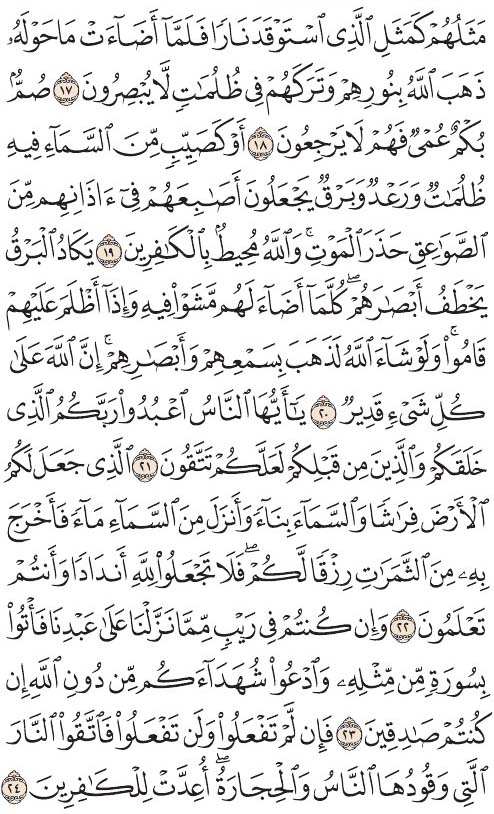 مَثَلُهُمْ كَمَثَلِ ٱلَّذِى ٱسْتَوْقَدَ نَارًا فَلَمَّآ أَضَآءَتْ مَا حَوْلَهُۥ
ذَهَبَ ٱللَّهُ بِنُورِهِمْ وَتَرَكَهُمْ فِى ظُلُمَـٰتٍ لَّا يُبْصِرُونَ ١٧ صُمٌّۢ
بُكْمٌ عُمْىٌ فَهُمْ لَا يَرْجِعُونَ ١٨ أَوْ كَصَيِّبٍ مِّنَ ٱلسَّمَآءِ فِيهِ
ظُلُمَـٰتٌ وَرَعْدٌ وَبَرْقٌ يَجْعَلُونَ أَصَـٰبِعَهُمْ فِىٓ ءَاذَانِهِم مِّنَ
ٱلصَّوَٰعِقِ حَذَرَ ٱلْمَوْتِ ۚ وَٱللَّهُ مُحِيطٌۢ بِٱلْكَـٰفِرِينَ ١٩ يَكَادُ ٱلْبَرْقُ
يَخْطَفُ أَبْصَـٰرَهُمْ ۖ كُلَّمَآ أَضَآءَ لَهُم مَّشَوْا۟ فِيهِ وَإِذَآ أَظْلَمَ عَلَيْهِمْ
قَامُوا۟ ۚ وَلَوْ شَآءَ ٱللَّهُ لَذَهَبَ بِسَمْعِهِمْ وَأَبْصَـٰرِهِمْ ۚ إِنَّ ٱللَّهَ عَلَىٰ
كُلِّ شَىْءٍ قَدِيرٌ ٢٠ يَـٰٓأَيُّهَا ٱلنَّاسُ ٱعْبُدُوا۟ رَبَّكُمُ ٱلَّذِى
خَلَقَكُمْ وَٱلَّذِينَ مِن قَبْلِكُمْ لَعَلَّكُمْ تَتَّقُونَ ٢١ ٱلَّذِى جَعَلَ لَكُمُ
ٱلْأَرْضَ فِرَٰشًا وَٱلسَّمَآءَ بِنَآءً وَأَنزَلَ مِنَ ٱلسَّمَآءِ مَآءً فَأَخْرَجَ
بِهِۦ مِنَ ٱلثَّمَرَٰتِ رِزْقًا لَّكُمْ ۖ فَلَا تَجْعَلُوا۟ لِلَّهِ أَندَادًا وَأَنتُمْ
تَعْلَمُونَ ٢٢ وَإِن كُنتُمْ فِى رَيْبٍ مِّمَّا نَزَّلْنَا عَلَىٰ عَبْدِنَا فَأْتُوا۟
بِسُورَةٍ مِّن مِّثْلِهِۦ وَٱدْعُوا۟ شُهَدَآءَكُم مِّن دُونِ ٱللَّهِ إِن
كُنتُمْ صَـٰدِقِينَ ٢٣ فَإِن لَّمْ تَفْعَلُوا۟ وَلَن تَفْعَلُوا۟ فَٱتَّقُوا۟ ٱلنَّارَ
ٱلَّتِى وَقُودُهَا ٱلنَّاسُ وَٱلْحِجَارَةُ ۖ أُعِدَّتْ لِلْكَـٰفِرِينَ ٢٤